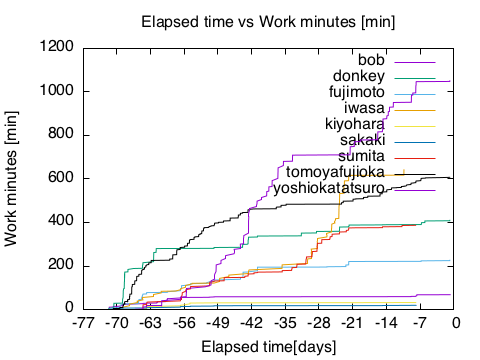 Elapsed time vs Work minutes [min]
1200
1000
800
600
400
200
0
Work minutes [min]
bob
donkey
fujimoto
iwasa
kiyohara
sakaki
sumita
tomoyafujioka
yoshiokatatsuro
-77 -70 -63 -56 -49 -42 -35 -28 -21 -14 -7 0
Elapsed time[days]